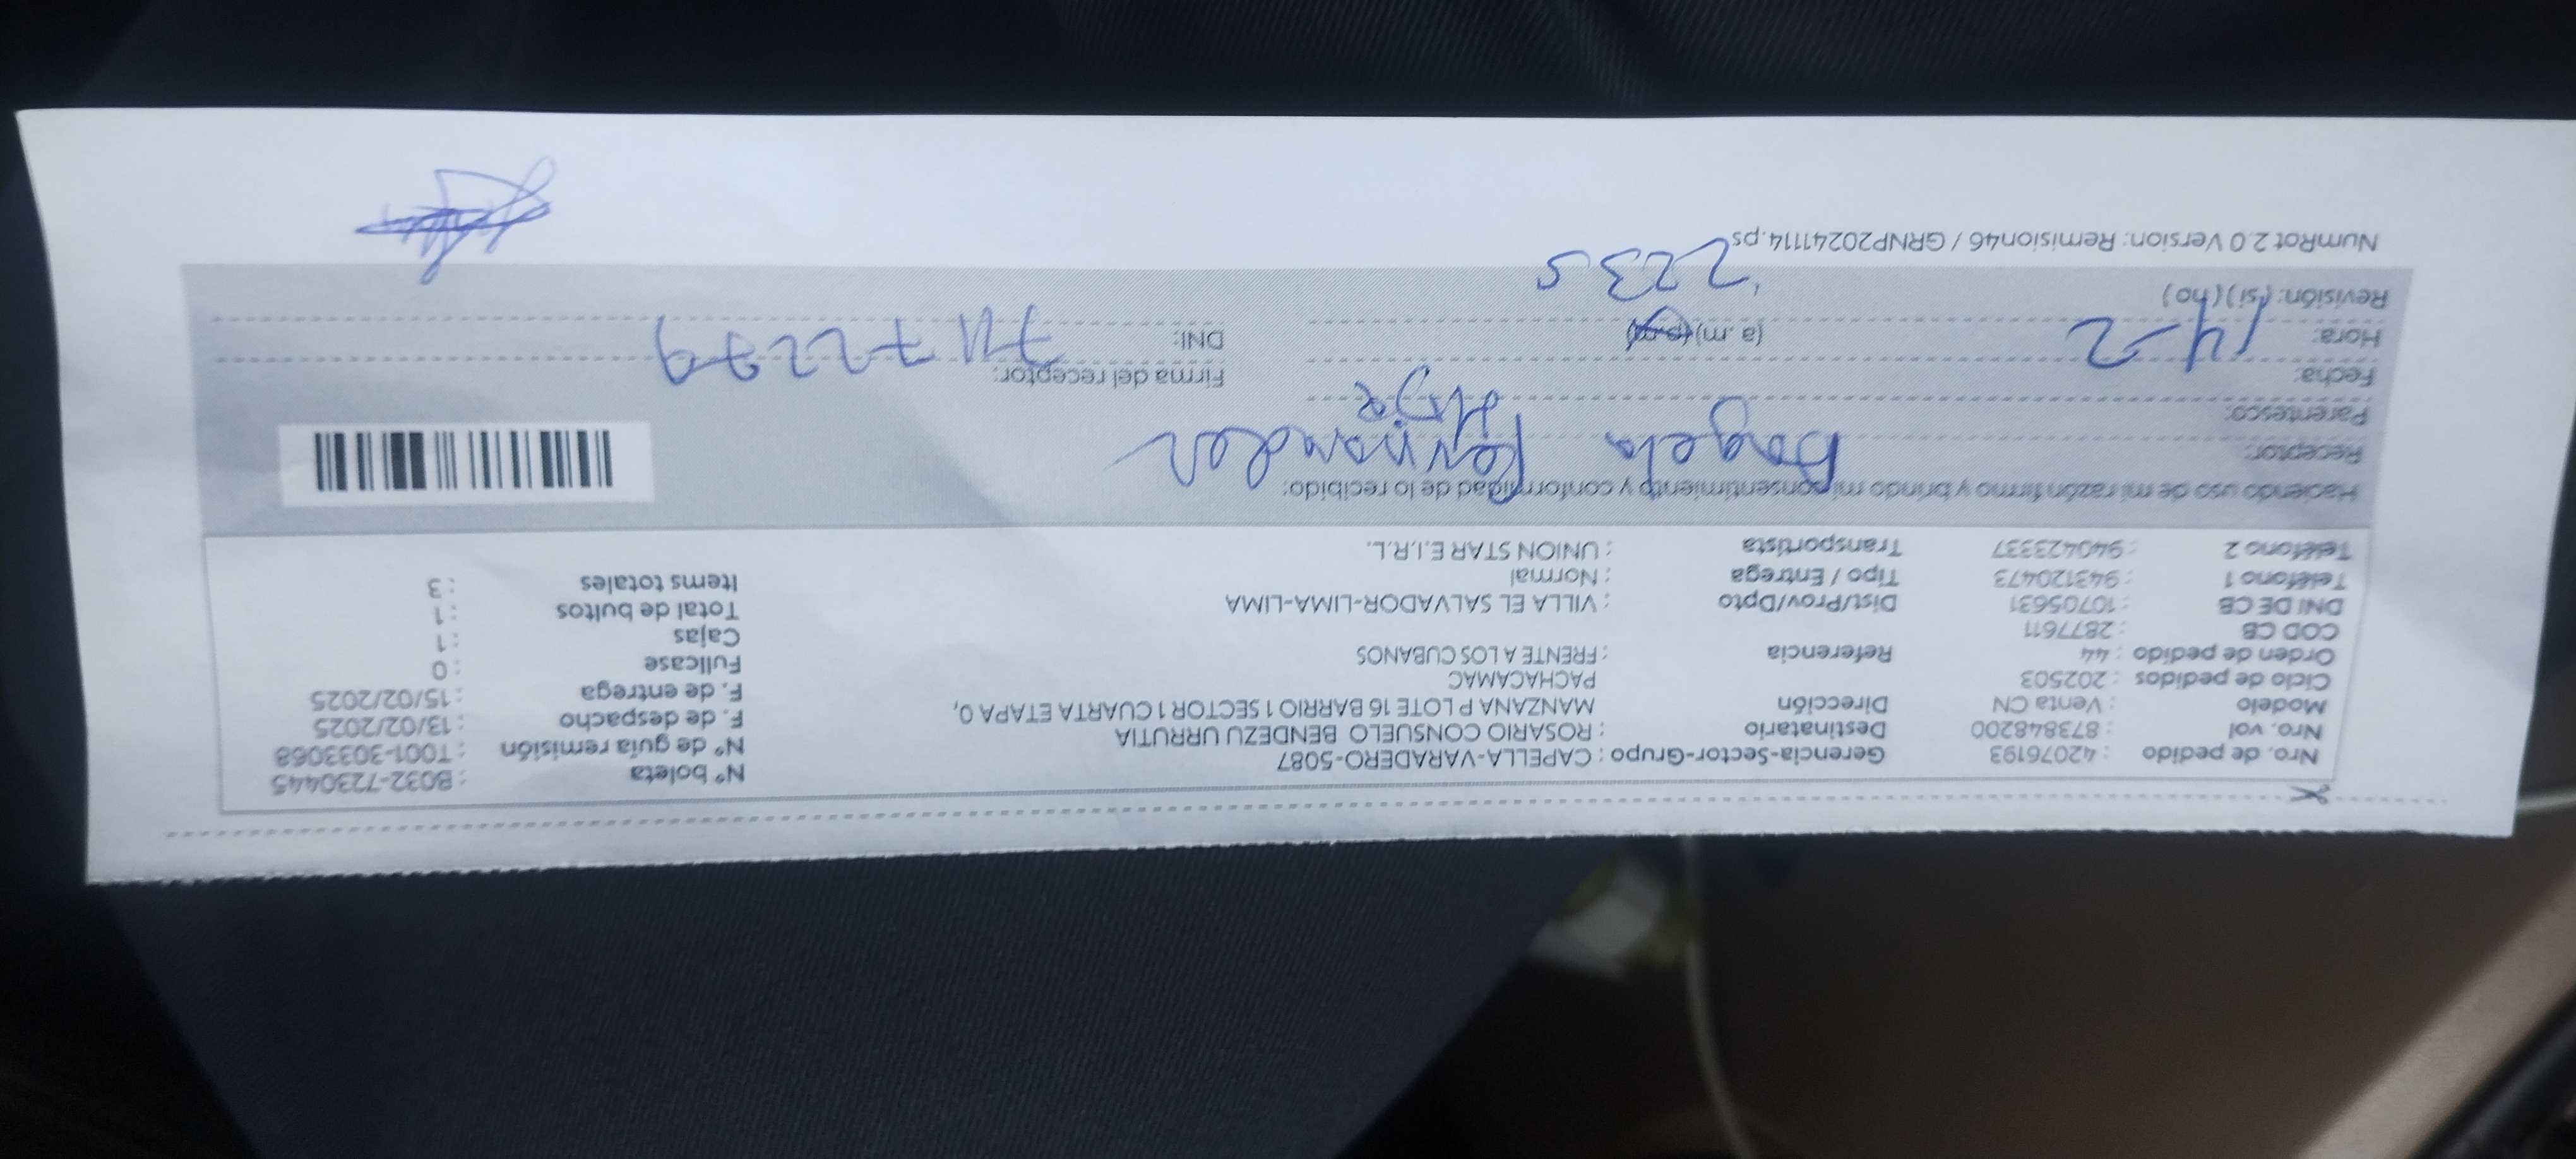 Nro. de pedido : 42076193 Gerencia-Sector-Grupo : CAPELLA-VARADERO-5087 N° boleta : B032-7230445
Nro. vol : 873848200 Destinatario : ROSARIO CONSUELO BENDEZU URRUTIA N° de guía remisión : T001-3033068
Modelo : Venta CN Dirección MANZANA P LOTE 16 BARRIO 1 SECTOR 1 CUARTA ETAPA 0, F. de despacho : 13/02/2025
Ciclo de pedidos : 202503 PACHACAMAC F. de entrega : 15/02/2025
Orden de pedido : 44 Referencia : FRENTE A LOS CUBANOS Fullcase : 0
COD CB : 2877611 Cajas : 1
DNI DE CB : 10705631 Dist/Prov/Dpto : VILLA EL SALVADOR-LIMA-LIMA Total de bultos : 1
Teléfono 1 : 943120473 Tipo / Entrega : Normal Items totales : 3
Teléfono 2 : 940423337 Transportista : UNION STAR E.I.R.L.
Haciendo uso de mi razón firmo y brindo mi consentimiento y conformidad de lo recibido:
Receptor: Angela
Parentesco: Hija
Fecha: 14-2 Firma del receptor:
Hora: (a.m) (p.m) DNI: 74172279
Revisión: (si) (no) 2235
NumRot 2.0 Version: Remision46 / GRNP20241114.ps